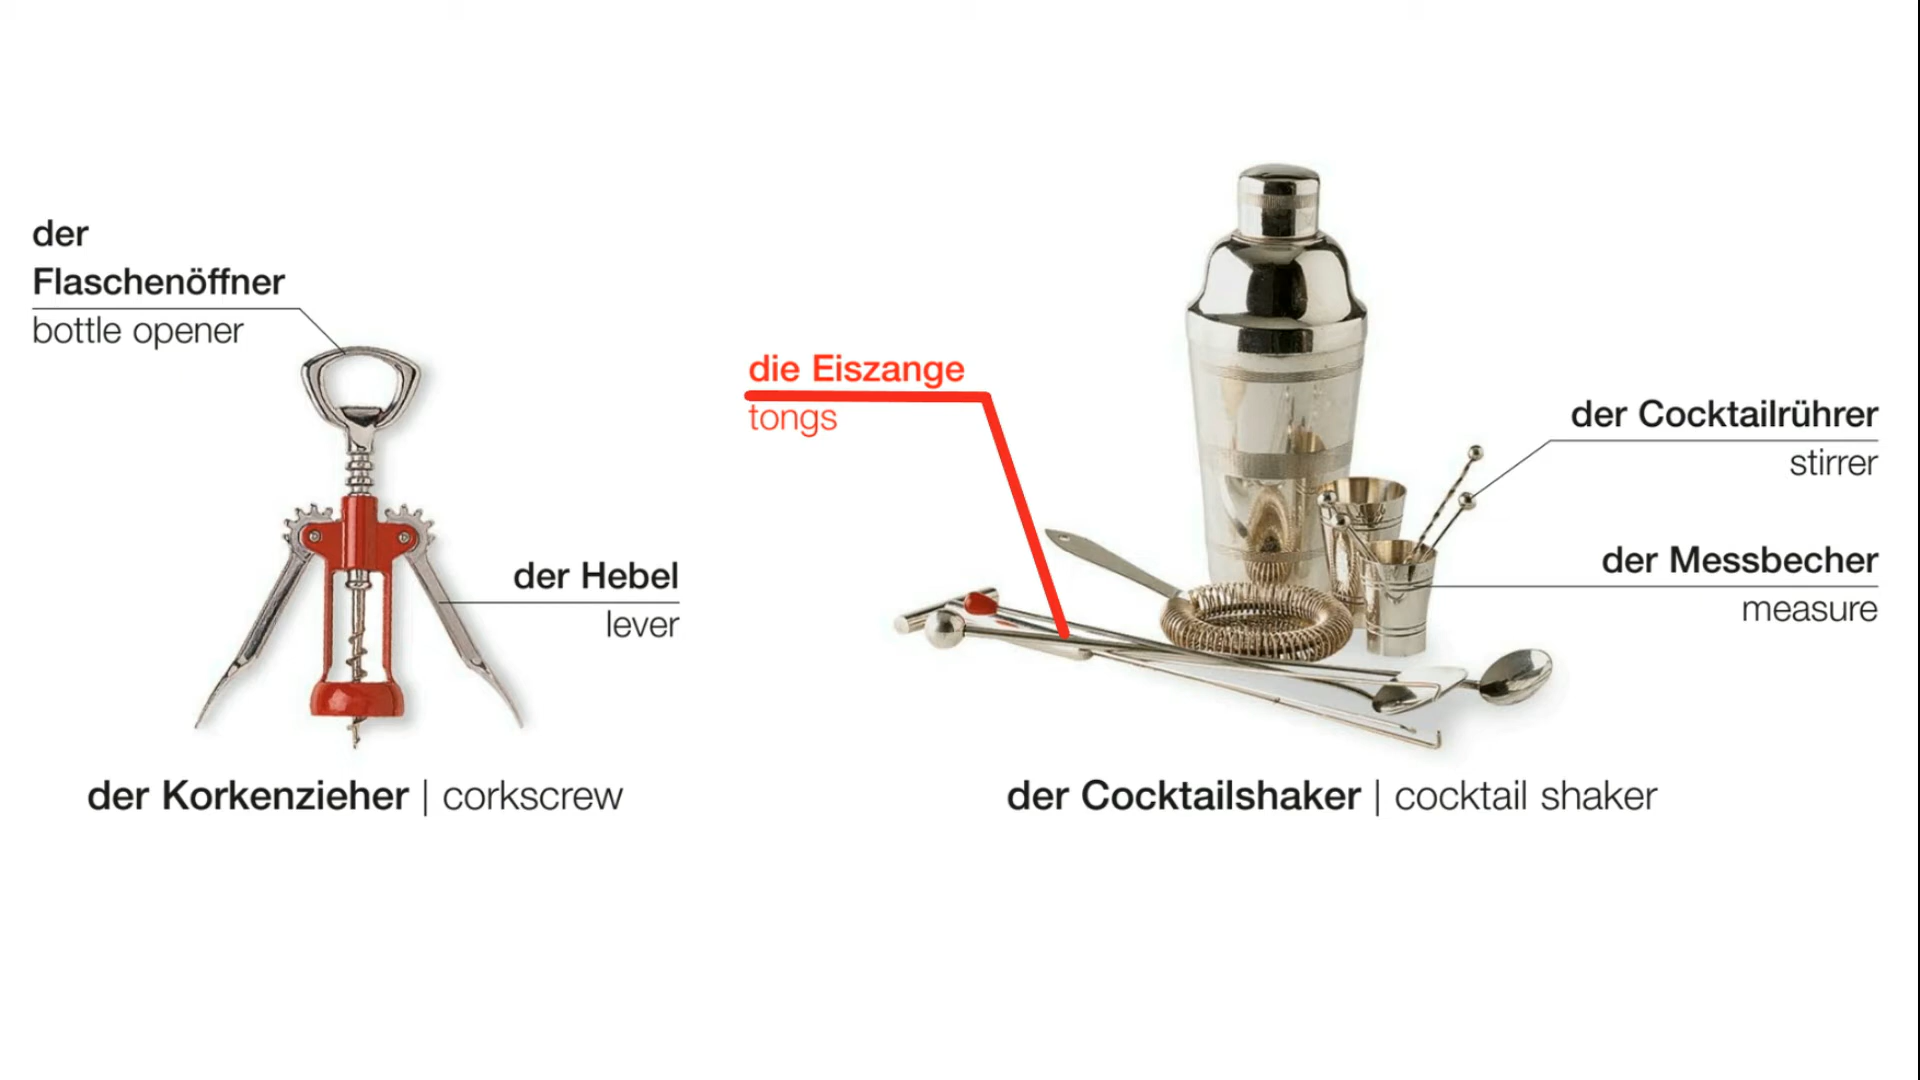 der
Flaschenöffner
bottle opener
der Hebel
lever
der Korkenzieher | corkscrew
die Eiszange
tongs
der Cocktailrührer
stirrer
der Messbecher
measure
der Cocktailshaker | cocktail shaker